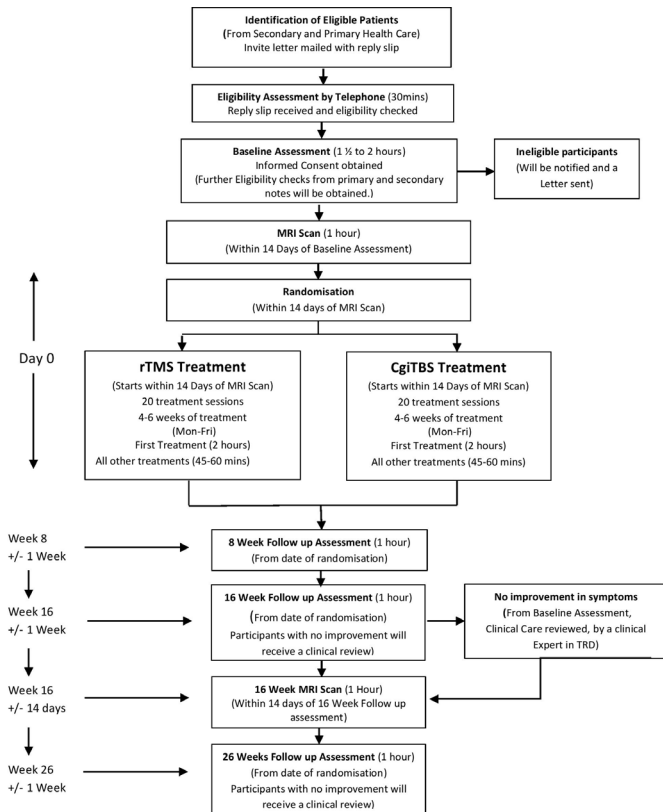 Identification of Eligible Patients
(From Secondary and Primary Health Care)
Invite letter mailed with reply slip
Eligibility Assessment by Telephone (30mins)
Reply slip received and eligibility checked
Baseline Assessment (1 ½ to 2 hours)
Informed Consent obtained
(Further Eligibility checks from primary and secondary
notes will be obtained.)
Ineligible participants
(Will be notified and a
Letter sent)
MRI Scan (1 hour)
(Within 14 Days of Baseline Assessment)
Randomisation
(Within 14 days of MRI Scan)
Day 0
rTMS Treatment
(Starts within 14 Days of MRI Scan)
20 treatment sessions
4-6 weeks of treatment
(Mon-Fri)
First Treatment (2 hours)
All other treatments (45-60 mins)
CgiTBS Treatment
(Starts within 14 Days of MRI Scan)
20 treatment sessions
4-6 weeks of treatment
(Mon-Fri)
First Treatment (2 hours)
All other treatments (45-60 mins)
Week 8
+/- 1 Week
8 Week Follow up Assessment (1 hour)
(From date of randomisation)
Week 16
+/- 1 Week
16 Week Follow up Assessment (1 hour)
(From date of randomisation)
Participants with no improvement will
receive a clinical review)
No improvement in symptoms
(From Baseline Assessment,
Clinical Care reviewed, by a clinical
Expert in TRD)
Week 16
+/- 14 days
16 Week MRI Scan (1 Hour)
(Within 14 days of 16 Week Follow up
assessment)
Week 26
+/- 1 Week
26 Weeks Follow up Assessment (1 hour)
(From date of randomisation)
Participants with no improvement will
receive a clinical review)